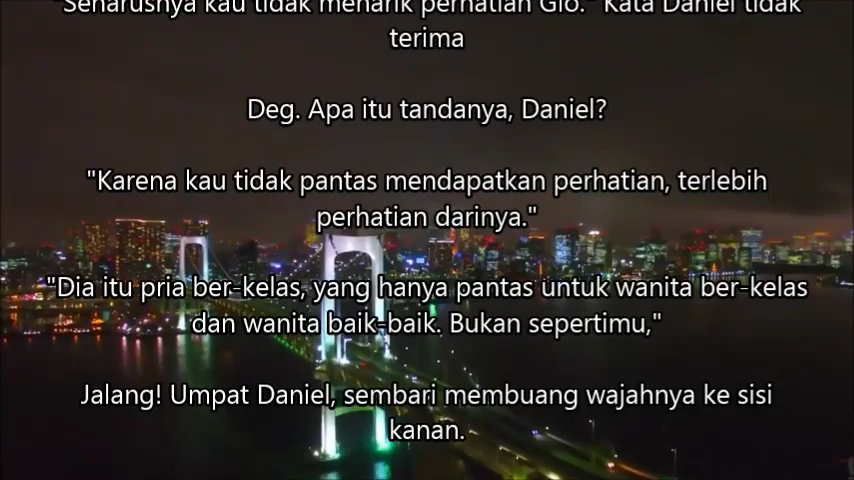 "Seharusnya kau tidak menarik perhatian Gio." Kata Daniel tidak
terima
Deg. Apa itu tandanya, Daniel?
"Karena kau tidak pantas mendapatkan perhatian, terlebih
perhatian darinya."
"Dia itu pria ber-kelas, yang hanya pantas untuk wanita ber-kelas
dan wanita baik-baik. Bukan sepertimu,"
Jalang! Umpat Daniel, sembari membuang wajahnya ke sisi
kanan.